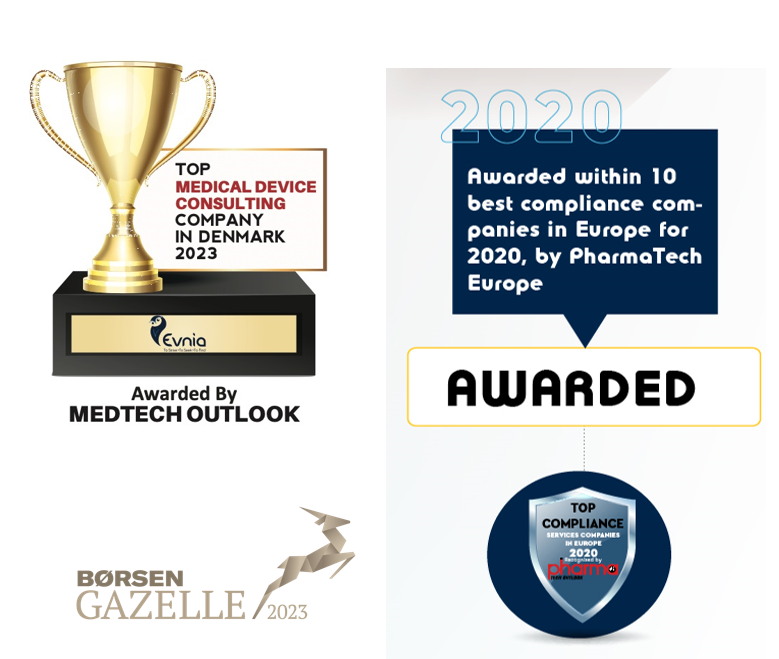 TOP
MEDICAL DEVICE
CONSULTING
COMPANY
IN DENMARK
2023
Evnia
Awarded By
MEDTECH OUTLOOK
BØRSEN
GAZELLE 2023
2020
Awarded within 10
best compliance com-
panies in Europe for
2020, by PharmaTech
Europe
AWARDED
TOP
COMPLIANCE
SERVICES COMPANIES
IN EUROPE
2020
Recognized by
pharma